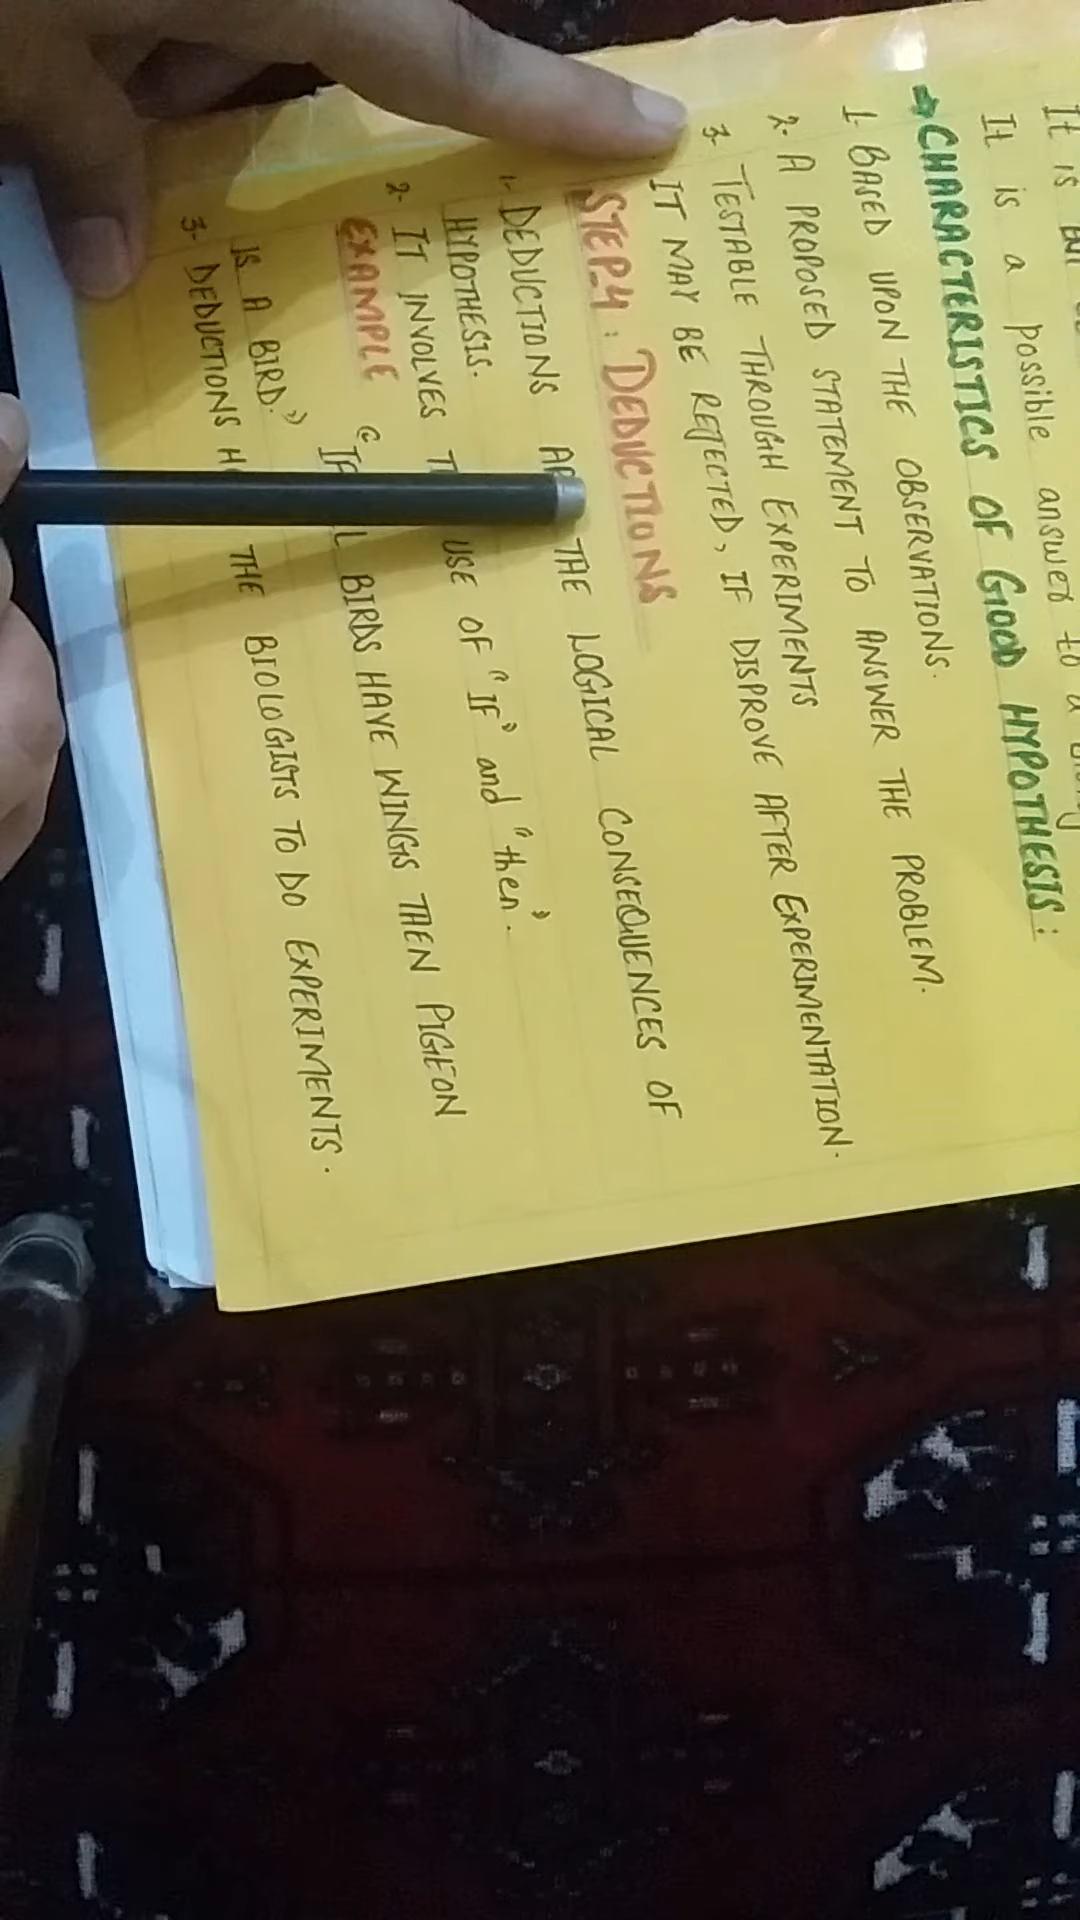 It is a
It is a possible answer to a
→ CHARACTERISTICS OF GOOD HYPOTHESIS:
1- BASED UPON THE OBSERVATIONS.
2- A PROPOSED STATEMENT TO ANSWER THE PROBLEM.
3- TESTABLE THROUGH EXPERIMENTS
IT MAY BE REJECTED, IF DISPROVE AFTER EXPERIMENTATION.
STEP-4: DEDUCTIONS
1- DEDUCTIONS THE LOGICAL CONSEQUENCES OF
HYPOTHESIS.
2- IT INVOLVES USE OF "IF" and "then".
EXAMPLE
BIRDS HAVE WINGS THEN PIGEON
IS A BIRD."
3- DEDUCTIONS THE BIOLOGISTS TO DO EXPERIMENTS.